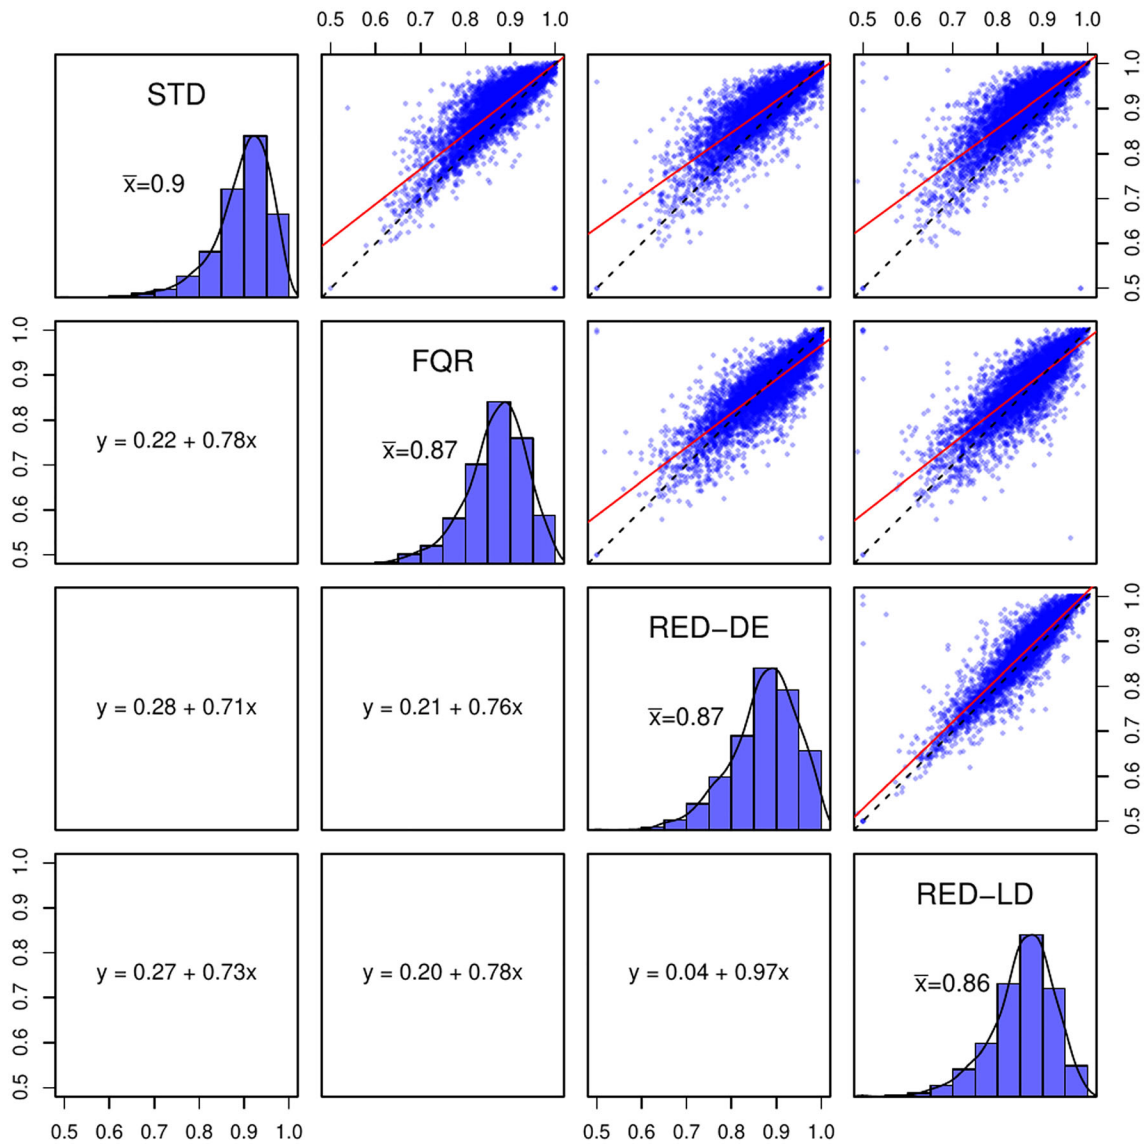 0.5 0.6 0.7 0.8 0.9 1.0 0.5 0.6 0.7 0.8 0.9 1.0
STD
x̅=0.9
0.5 0.6 0.7 0.8 0.9 1.0
0.5 0.6 0.7 0.8 0.9 1.0
y = 0.22 + 0.78x
FQR
x̅=0.87
y = 0.28 + 0.71x
y = 0.21 + 0.76x
RED−DE
x̅=0.87
0.5 0.6 0.7 0.8 0.9 1.0
0.5 0.6 0.7 0.8 0.9 1.0
y = 0.27 + 0.73x
y = 0.20 + 0.78x
y = 0.04 + 0.97x
RED−LD
x̅=0.86
0.5 0.6 0.7 0.8 0.9 1.0 0.5 0.6 0.7 0.8 0.9 1.0